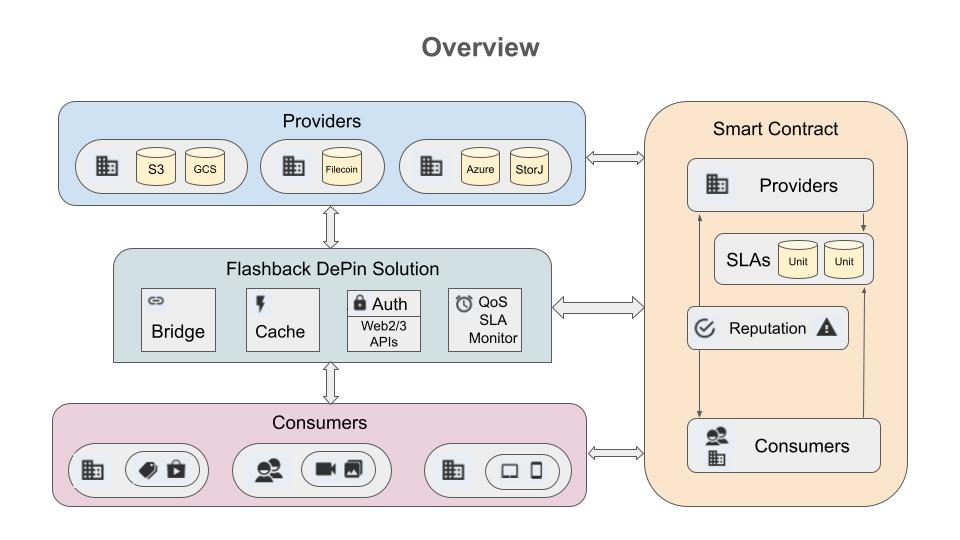 Overview
Providers
S3
GCS
Filecoin
Azure
StorJ
Flashback DePin Solution
Bridge
Cache
Auth
Web2/3
APIs
QoS
SLA
Monitor
Consumers
Smart Contract
Providers
SLAs
Unit
Unit
Reputation
Consumers